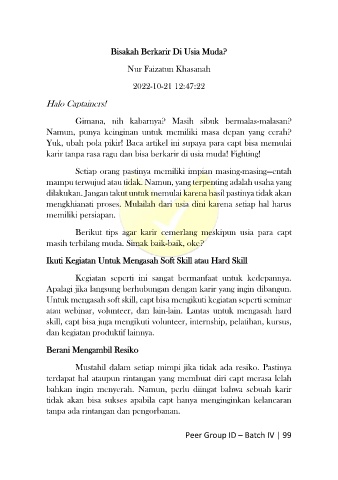 Bisakah Berkarir Di Usia Muda?
Nur Faizatun Khasanah
2022-10-21 12:47:22
Halo Captainers!
Gimana, nih kabarnya? Masih sibuk bermalas-malasan?
Namun, punya keinginan untuk memiliki masa depan yang cerah?
Yuk, ubah pola pikir! Baca artikel ini supaya para capt bisa memulai
karir tanpa rasa ragu dan bisa berkarir di usia muda! Fighting!
Setiap orang pastinya memiliki impian masing-masing—entah
mampu terwujud atau tidak. Namun, yang terpenting adalah usaha yang
dilakukan. Jangan takut untuk memulai karena hasil pastinya tidak akan
mengkhianati proses. Mulailah dari usia dini karena setiap hal harus
memiliki persiapan.
Berikut tips agar karir cemerlang meskipun usia para capt
masih terbilang muda. Simak baik-baik, oke?
Ikuti Kegiatan Untuk Mengasah Soft Skill atau Hard Skill
Kegiatan seperti ini sangat bermanfaat untuk kedepannya.
Apalagi jika langsung berhubungan dengan karir yang ingin dibangun.
Untuk mengasah soft skill, capt bisa mengikuti kegiatan seperti seminar
atau webinar, volunteer, dan lain-lain. Lantas untuk mengasah hard
skill, capt bisa juga mengikuti volunteer, internship, pelatihan, kursus,
dan kegiatan produktif lainnya.
Berani Mengambil Resiko
Mustahil dalam setiap mimpi jika tidak ada resiko. Pastinya
terdapat hal ataupun rintangan yang membuat diri capt merasa lelah
bahkan ingin menyerah. Namun, perlu diingat bahwa sebuah karir
tidak akan bisa sukses apabila capt hanya menginginkan kelancaran
tanpa ada rintangan dan pengorbanan.
Peer Group ID – Batch IV | 99